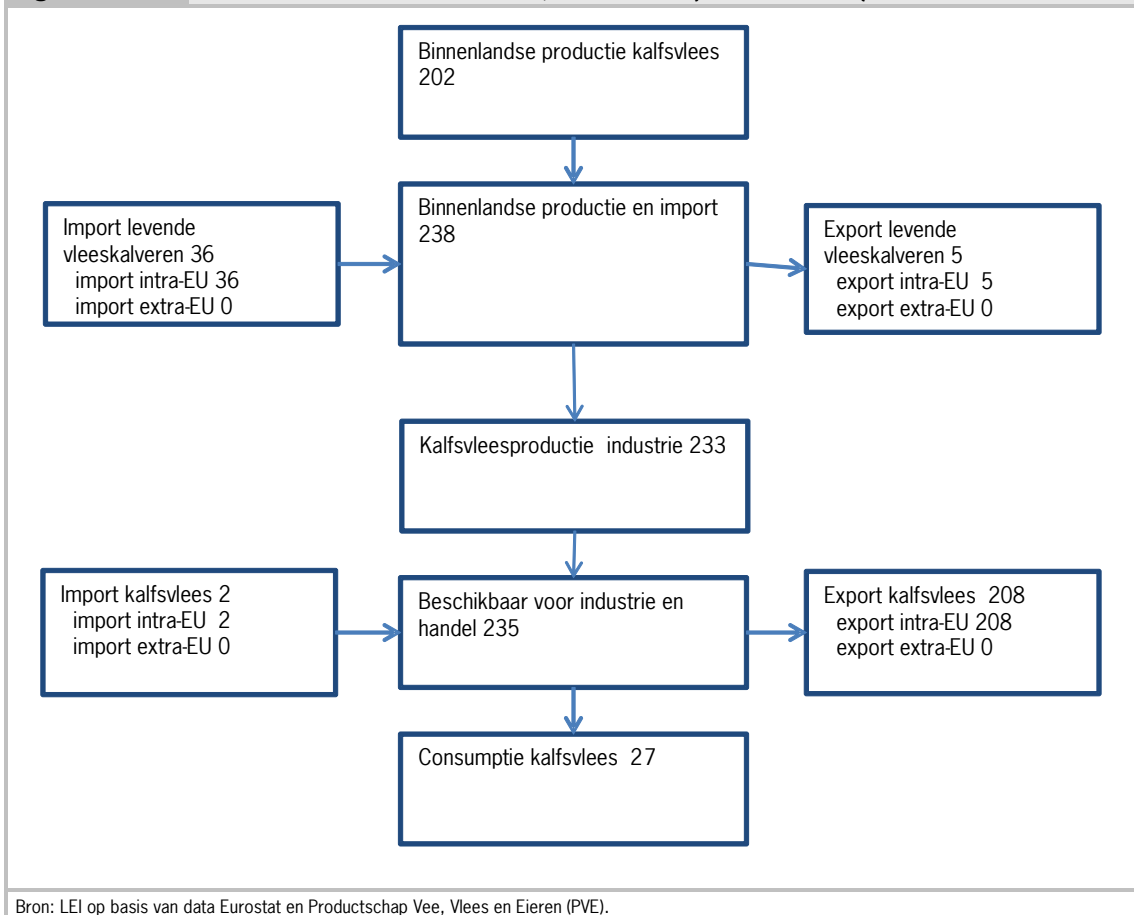 Binnenlandse productie kalfsvlees
202
Binnenlandse productie en import
238
Import levende
vleeskalveren 36
import intra-EU 36
import extra-EU 0
Export levende
vleeskalveren 5
export intra-EU 5
export extra-EU 0
Kalfsvleesproductie industrie 233
Import kalfsvlees 2
import intra-EU 2
import extra-EU 0
Beschikbaar voor industrie en
handel 235
Export kalfsvlees 208
export intra-EU 208
export extra-EU 0
Consumptie kalfsvlees 27
Bron: LEI op basis van data Eurostat en Productschap Vee, Vlees en Eieren (PVE).